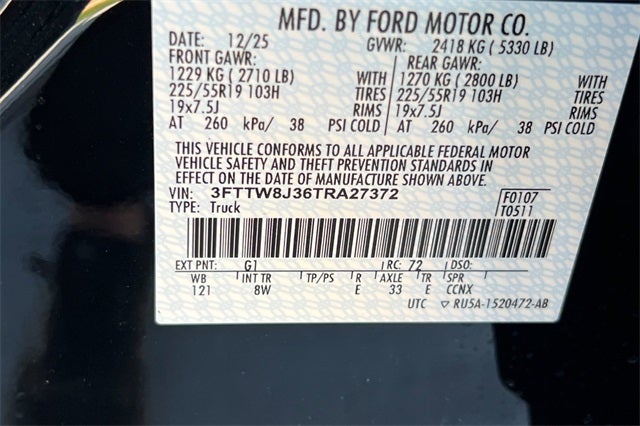 MFD. BY FORD MOTOR CO.
DATE: 12/25 GVWR: 2418 KG ( 5330 LB)
FRONT GAWR: REAR GAWR:
1229 KG ( 2710 LB) WITH 1270 KG ( 2800 LB) WITH
225/55R19 103H TIRES 225/55R19 103H TIRES
19x7.5J RIMS 19x7.5J RIMS
AT 260 kPa/ 38 PSI COLD AT 260 kPa/ 38 PSI COLD
THIS VEHICLE CONFORMS TO ALL APPLICABLE FEDERAL MOTOR
VEHICLE SAFETY AND THEFT PREVENTION STANDARDS IN
EFFECT ON THE DATE OF MANUFACTURE SHOWN ABOVE.
VIN: 3FTTW8J36TRA27372 F0107
TYPE: Truck T0511
EXT PNT: G1 RC: 72 DSO:
WB INT TR TP/PS R AXLE TR SPR
121 8W E 33 E CCNX
UTC ▽ RU5A-1520472-AB